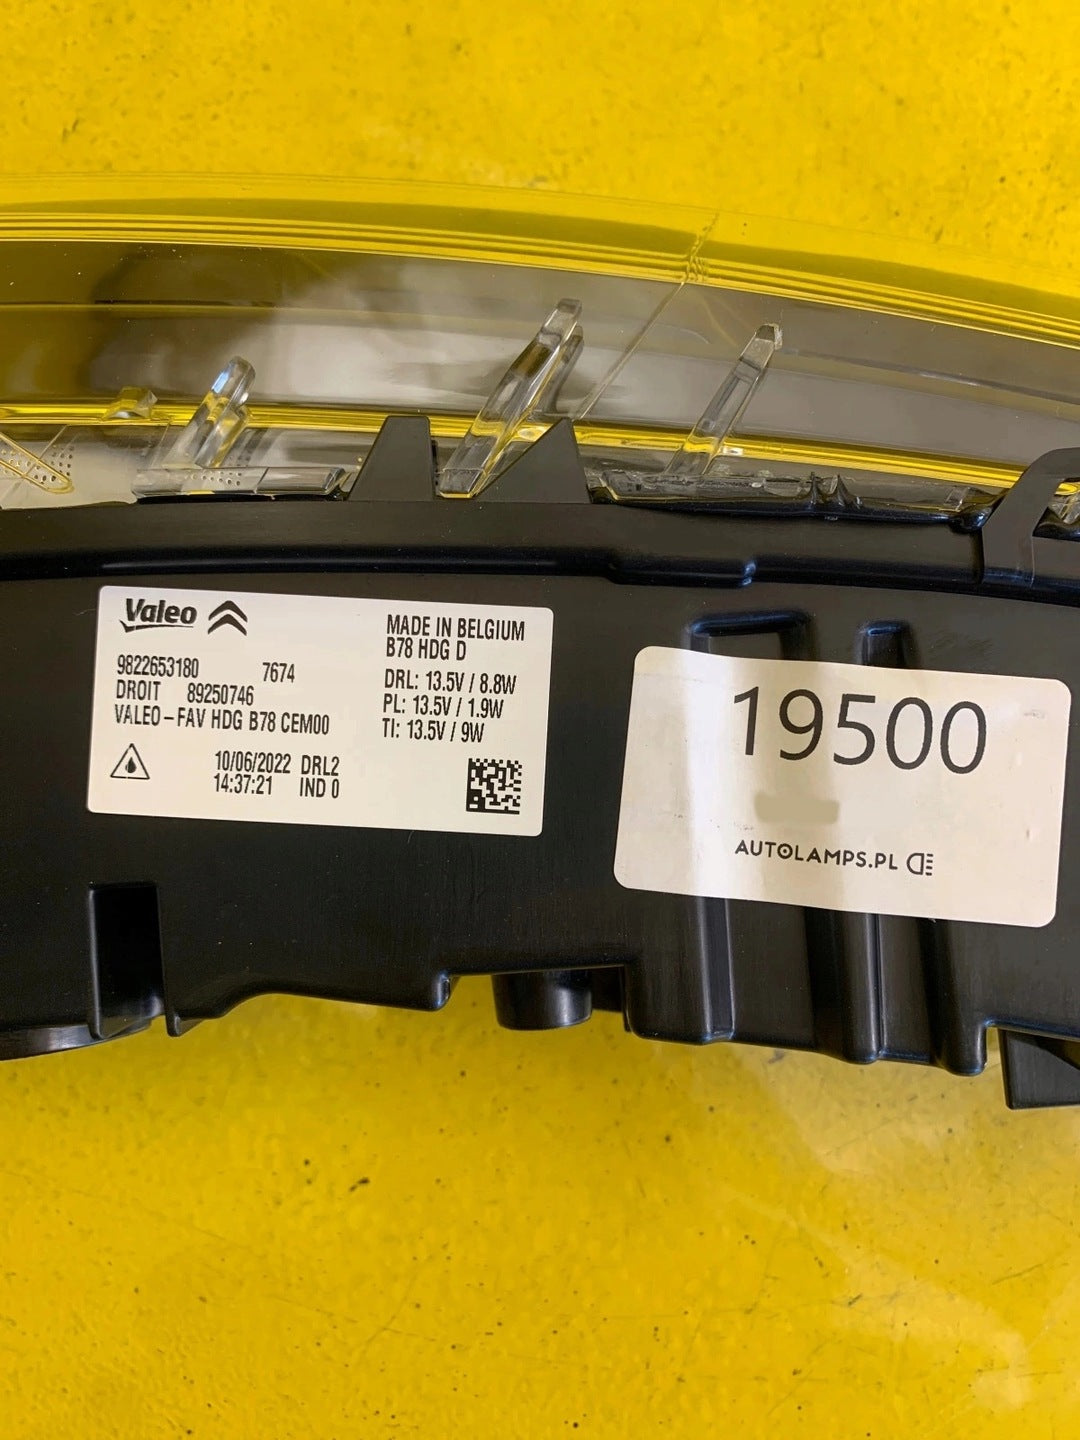 Valeo
9822653180 7674
DROIT 89250746
VALEO-FAV HDG B78 CEM00
10/06/2022 DRL2
14:37:21 IND 0
MADE IN BELGIUM
B78 HDG D
DRL: 13.5V / 8.8W
PL: 13.5V / 1.9W
TI: 13.5V / 9W
19500
AUTOLAMPS.PL